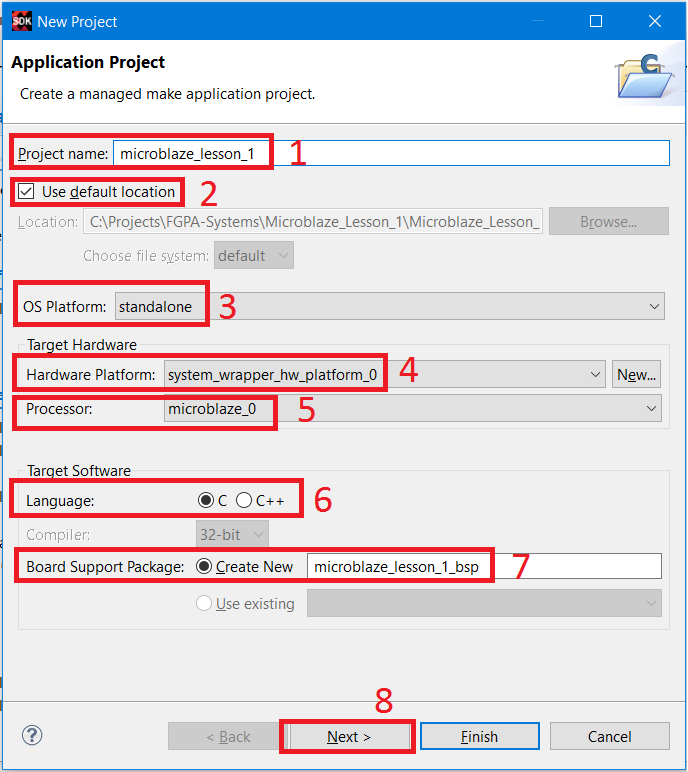 SDK New Project
Application Project
Create a managed make application project.
C
Project name: microblaze_lesson_1 1
Use default location 2
Location: C:\Projects\FGPA-Systems\Microblaze_Lesson_1\Microblaze_Lesson_ Browse...
Choose file system: default
OS Platform: standalone 3
Target Hardware
Hardware Platform: system_wrapper_hw_platform_0 4 New...
Processor: microblaze_0 5
Target Software
Language: C C++ 6
Compiler: 32-bit
Board Support Package: Create New microblaze_lesson_1_bsp 7
Use existing
8
? < Back Next > Finish Cancel